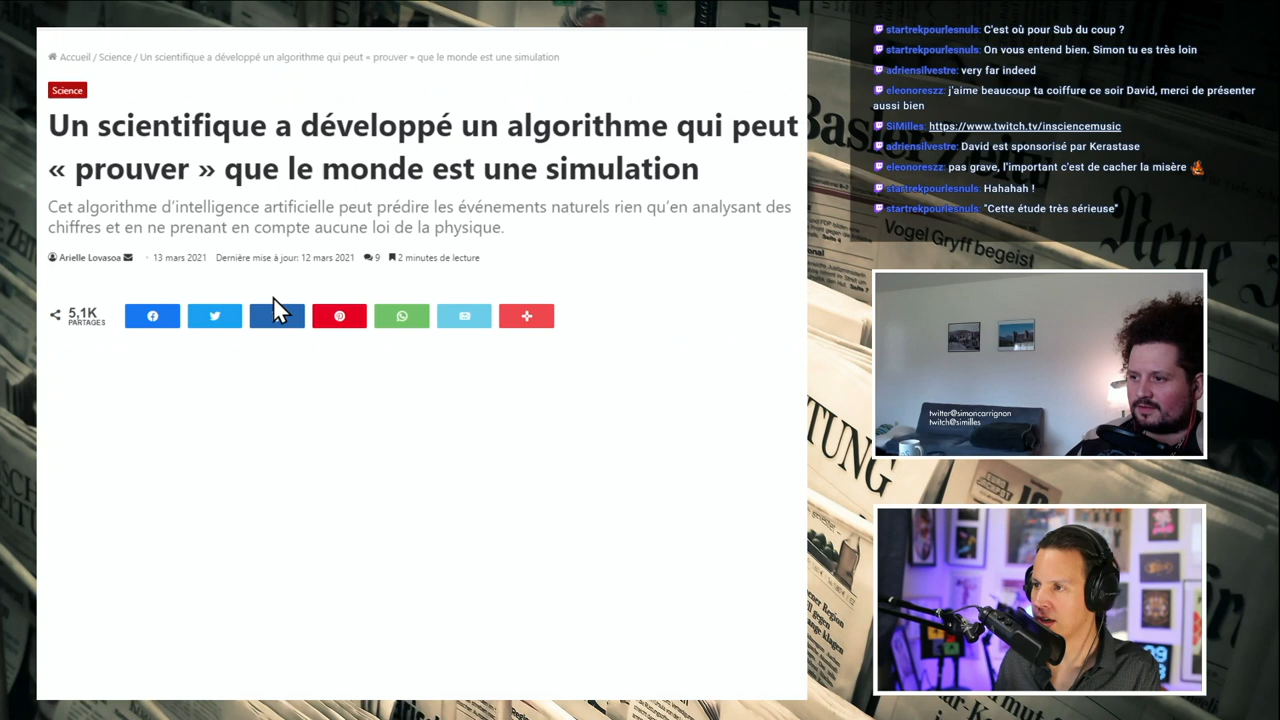 Accueil / Science / Un scientifique a développé un algorithme qui peut « prouver » que le monde est une simulation
Science
Un scientifique a développé un algorithme qui peut
« prouver » que le monde est une simulation
Cet algorithme d'intelligence artificielle peut prédire les événements naturels rien qu'en analysant des
chiffres et en ne prenant en compte aucune loi de la physique.
Arielle Lovasoa · 13 mars 2021 Dernière mise à jour: 12 mars 2021 9 2 minutes de lecture
5,1K
PARTAGES
startrekpourlesnuls: C'est où pour Sub du coup ?
startrekpourlesnuls: On vous entend bien. Simon tu es très loin
adriensilvestre: very far indeed
eleonoreszz: j'aime beaucoup ta coiffure ce soir David, merci de présenter
aussi bien
SiMilles: https://www.twitch.tv/insciencemusic
adriensilvestre: David est sponsorisé par Kerastase
eleonoreszz: pas grave, l'important c'est de cacher la misère 🔥
startrekpourlesnuls: Hahahah !
startrekpourlesnuls: "Cette étude très sérieuse"
Basler Zeitu
Vogel Gryff begeist
Neue
twitter@simoncarrignon
twitch@similles
TUNG